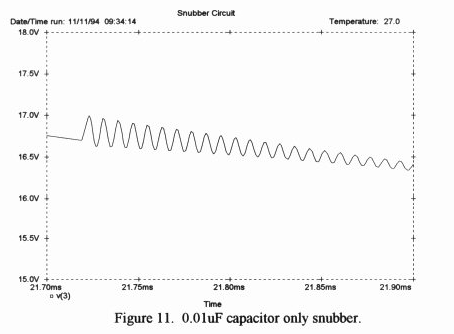 Snubber Circuit
Date/Time run: 11/11/94 09:34:14
Temperature: 27.0
18.0V
17.5V
17.0V
16.5V
16.0V
15.5V
15.0V
21.70ms
21.75ms
21.80ms
21.85ms
21.90ms
v(3)
Time
Figure 11. 0.01uF capacitor only snubber.